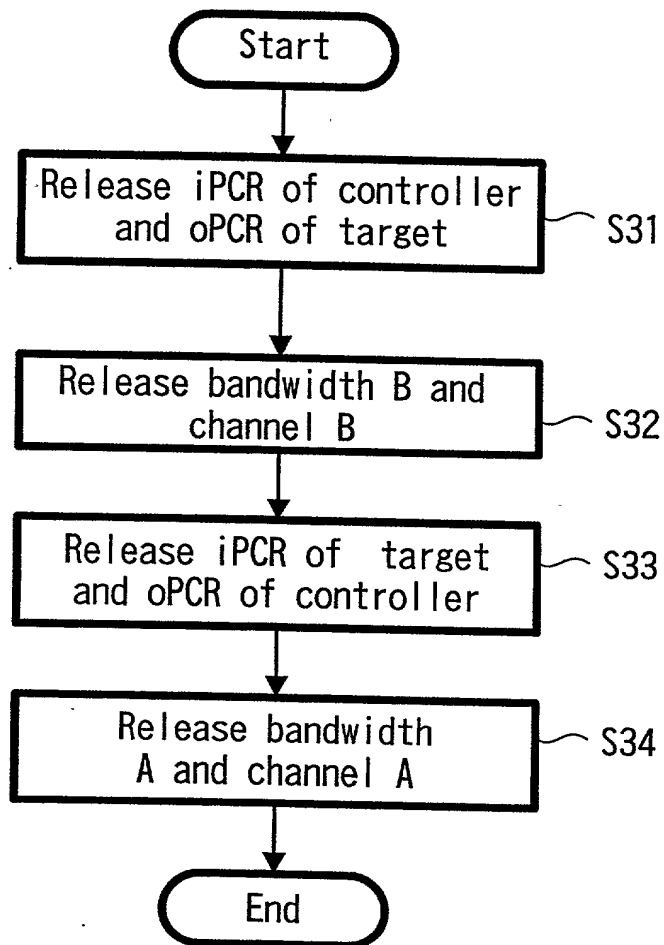 Start
Release iPCR of controller
and oPCR of target
S31
Release bandwidth B and
channel B
S32
Release iPCR of target
and oPCR of controller
S33
Release bandwidth
A and channel A
S34
End